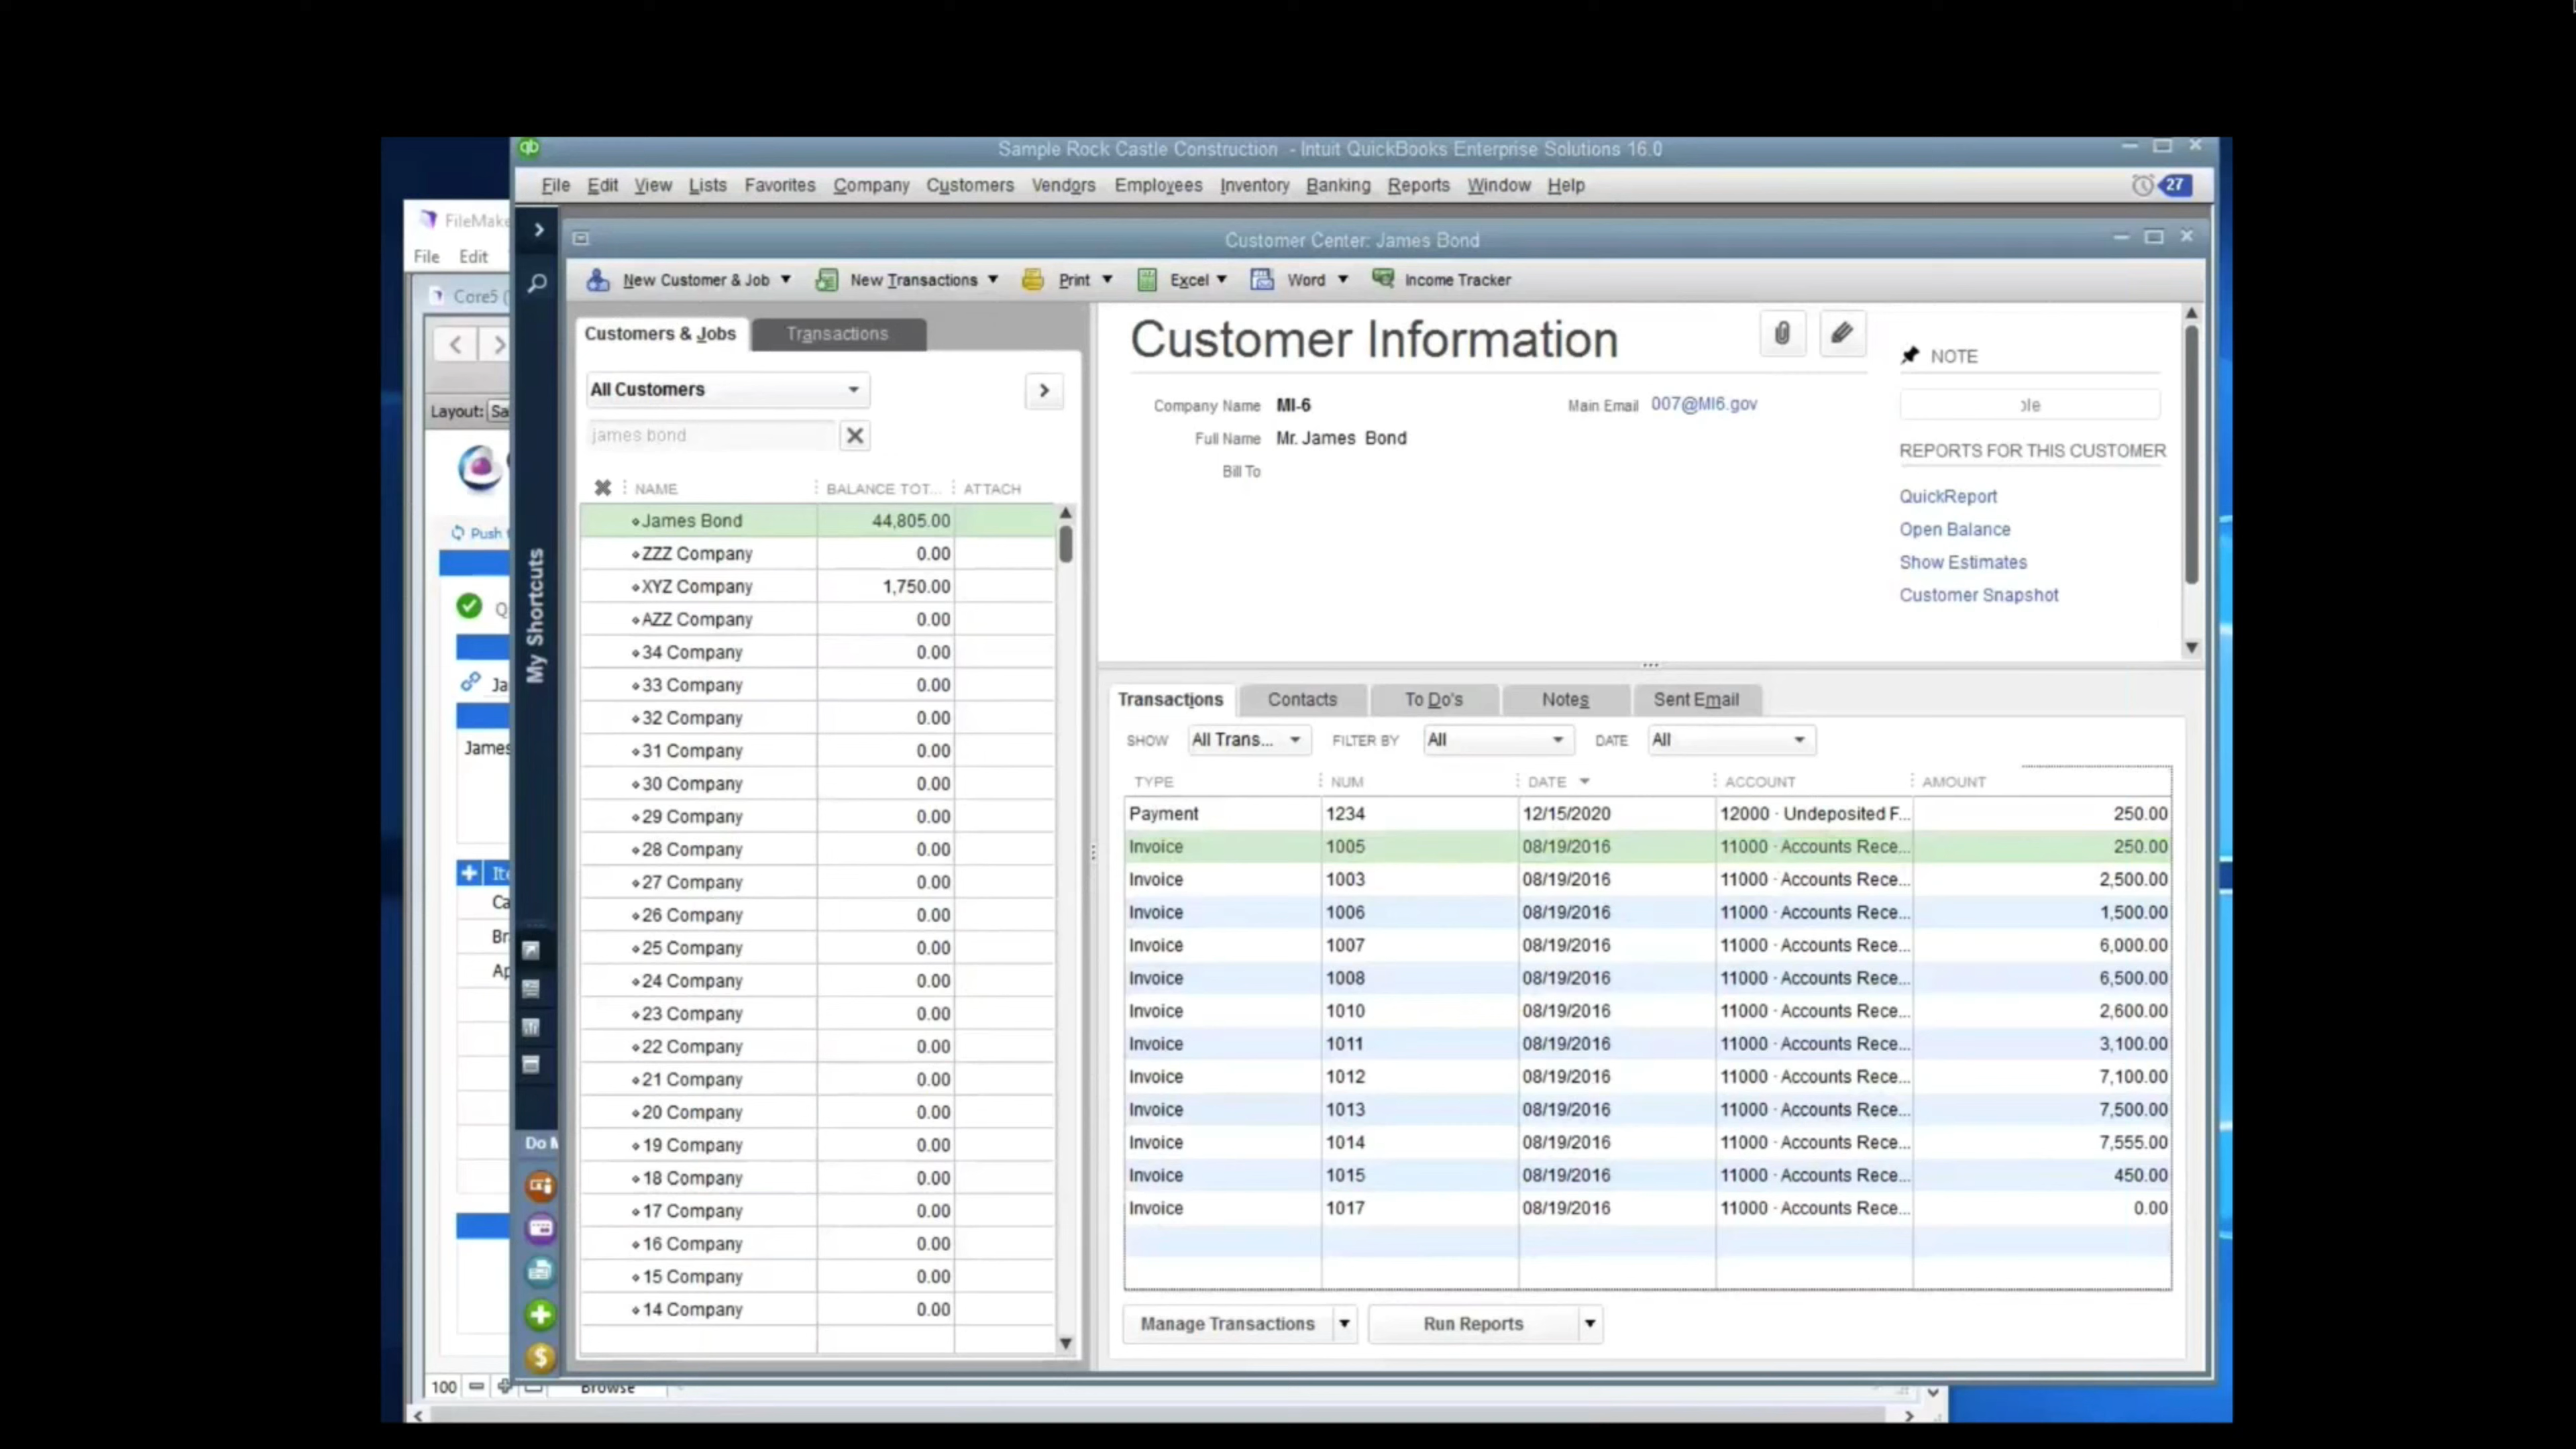 Sample Rock Castle Construction - Intuit QuickBooks Enterprise Solutions 16.0
File Edit View Lists Favorites Company Customers Vendors Employees Inventory Banking Reports Window Help
27
FileMake
File Edit
Core5 (
Layout:
Push
James
100
Browse
My Shortcuts
Customer Center: James Bond
New Customer & Job New Transactions Print Excel Word Income Tracker
Customers & Jobs Transactions
All Customers
james bond
NAME BALANCE TOT... ATTACH
James Bond 44,805.00
ZZZ Company 0.00
XYZ Company 1,750.00
AZZ Company 0.00
34 Company 0.00
33 Company 0.00
32 Company 0.00
31 Company 0.00
30 Company 0.00
29 Company 0.00
28 Company 0.00
27 Company 0.00
26 Company 0.00
25 Company 0.00
24 Company 0.00
23 Company 0.00
22 Company 0.00
21 Company 0.00
20 Company 0.00
19 Company 0.00
18 Company 0.00
17 Company 0.00
16 Company 0.00
15 Company 0.00
14 Company 0.00
Customer Information
Company Name MI-6
Full Name Mr. James Bond
Bill To
Main Email 007@MI6.gov
NOTE
REPORTS FOR THIS CUSTOMER
QuickReport
Open Balance
Show Estimates
Customer Snapshot
Transactions Contacts To Do's Notes Sent Email
SHOW All Trans... FILTER BY All DATE All
TYPE NUM DATE ACCOUNT AMOUNT
Payment 1234 12/15/2020 12000 · Undeposited F... 250.00
Invoice 1005 08/19/2016 11000 · Accounts Rece... 250.00
Invoice 1003 08/19/2016 11000 · Accounts Rece... 2,500.00
Invoice 1006 08/19/2016 11000 · Accounts Rece... 1,500.00
Invoice 1007 08/19/2016 11000 · Accounts Rece... 6,000.00
Invoice 1008 08/19/2016 11000 · Accounts Rece... 6,500.00
Invoice 1010 08/19/2016 11000 · Accounts Rece... 2,600.00
Invoice 1011 08/19/2016 11000 · Accounts Rece... 3,100.00
Invoice 1012 08/19/2016 11000 · Accounts Rece... 7,100.00
Invoice 1013 08/19/2016 11000 · Accounts Rece... 7,500.00
Invoice 1014 08/19/2016 11000 · Accounts Rece... 7,555.00
Invoice 1015 08/19/2016 11000 · Accounts Rece... 450.00
Invoice 1017 08/19/2016 11000 · Accounts Rece... 0.00
Manage Transactions Run Reports